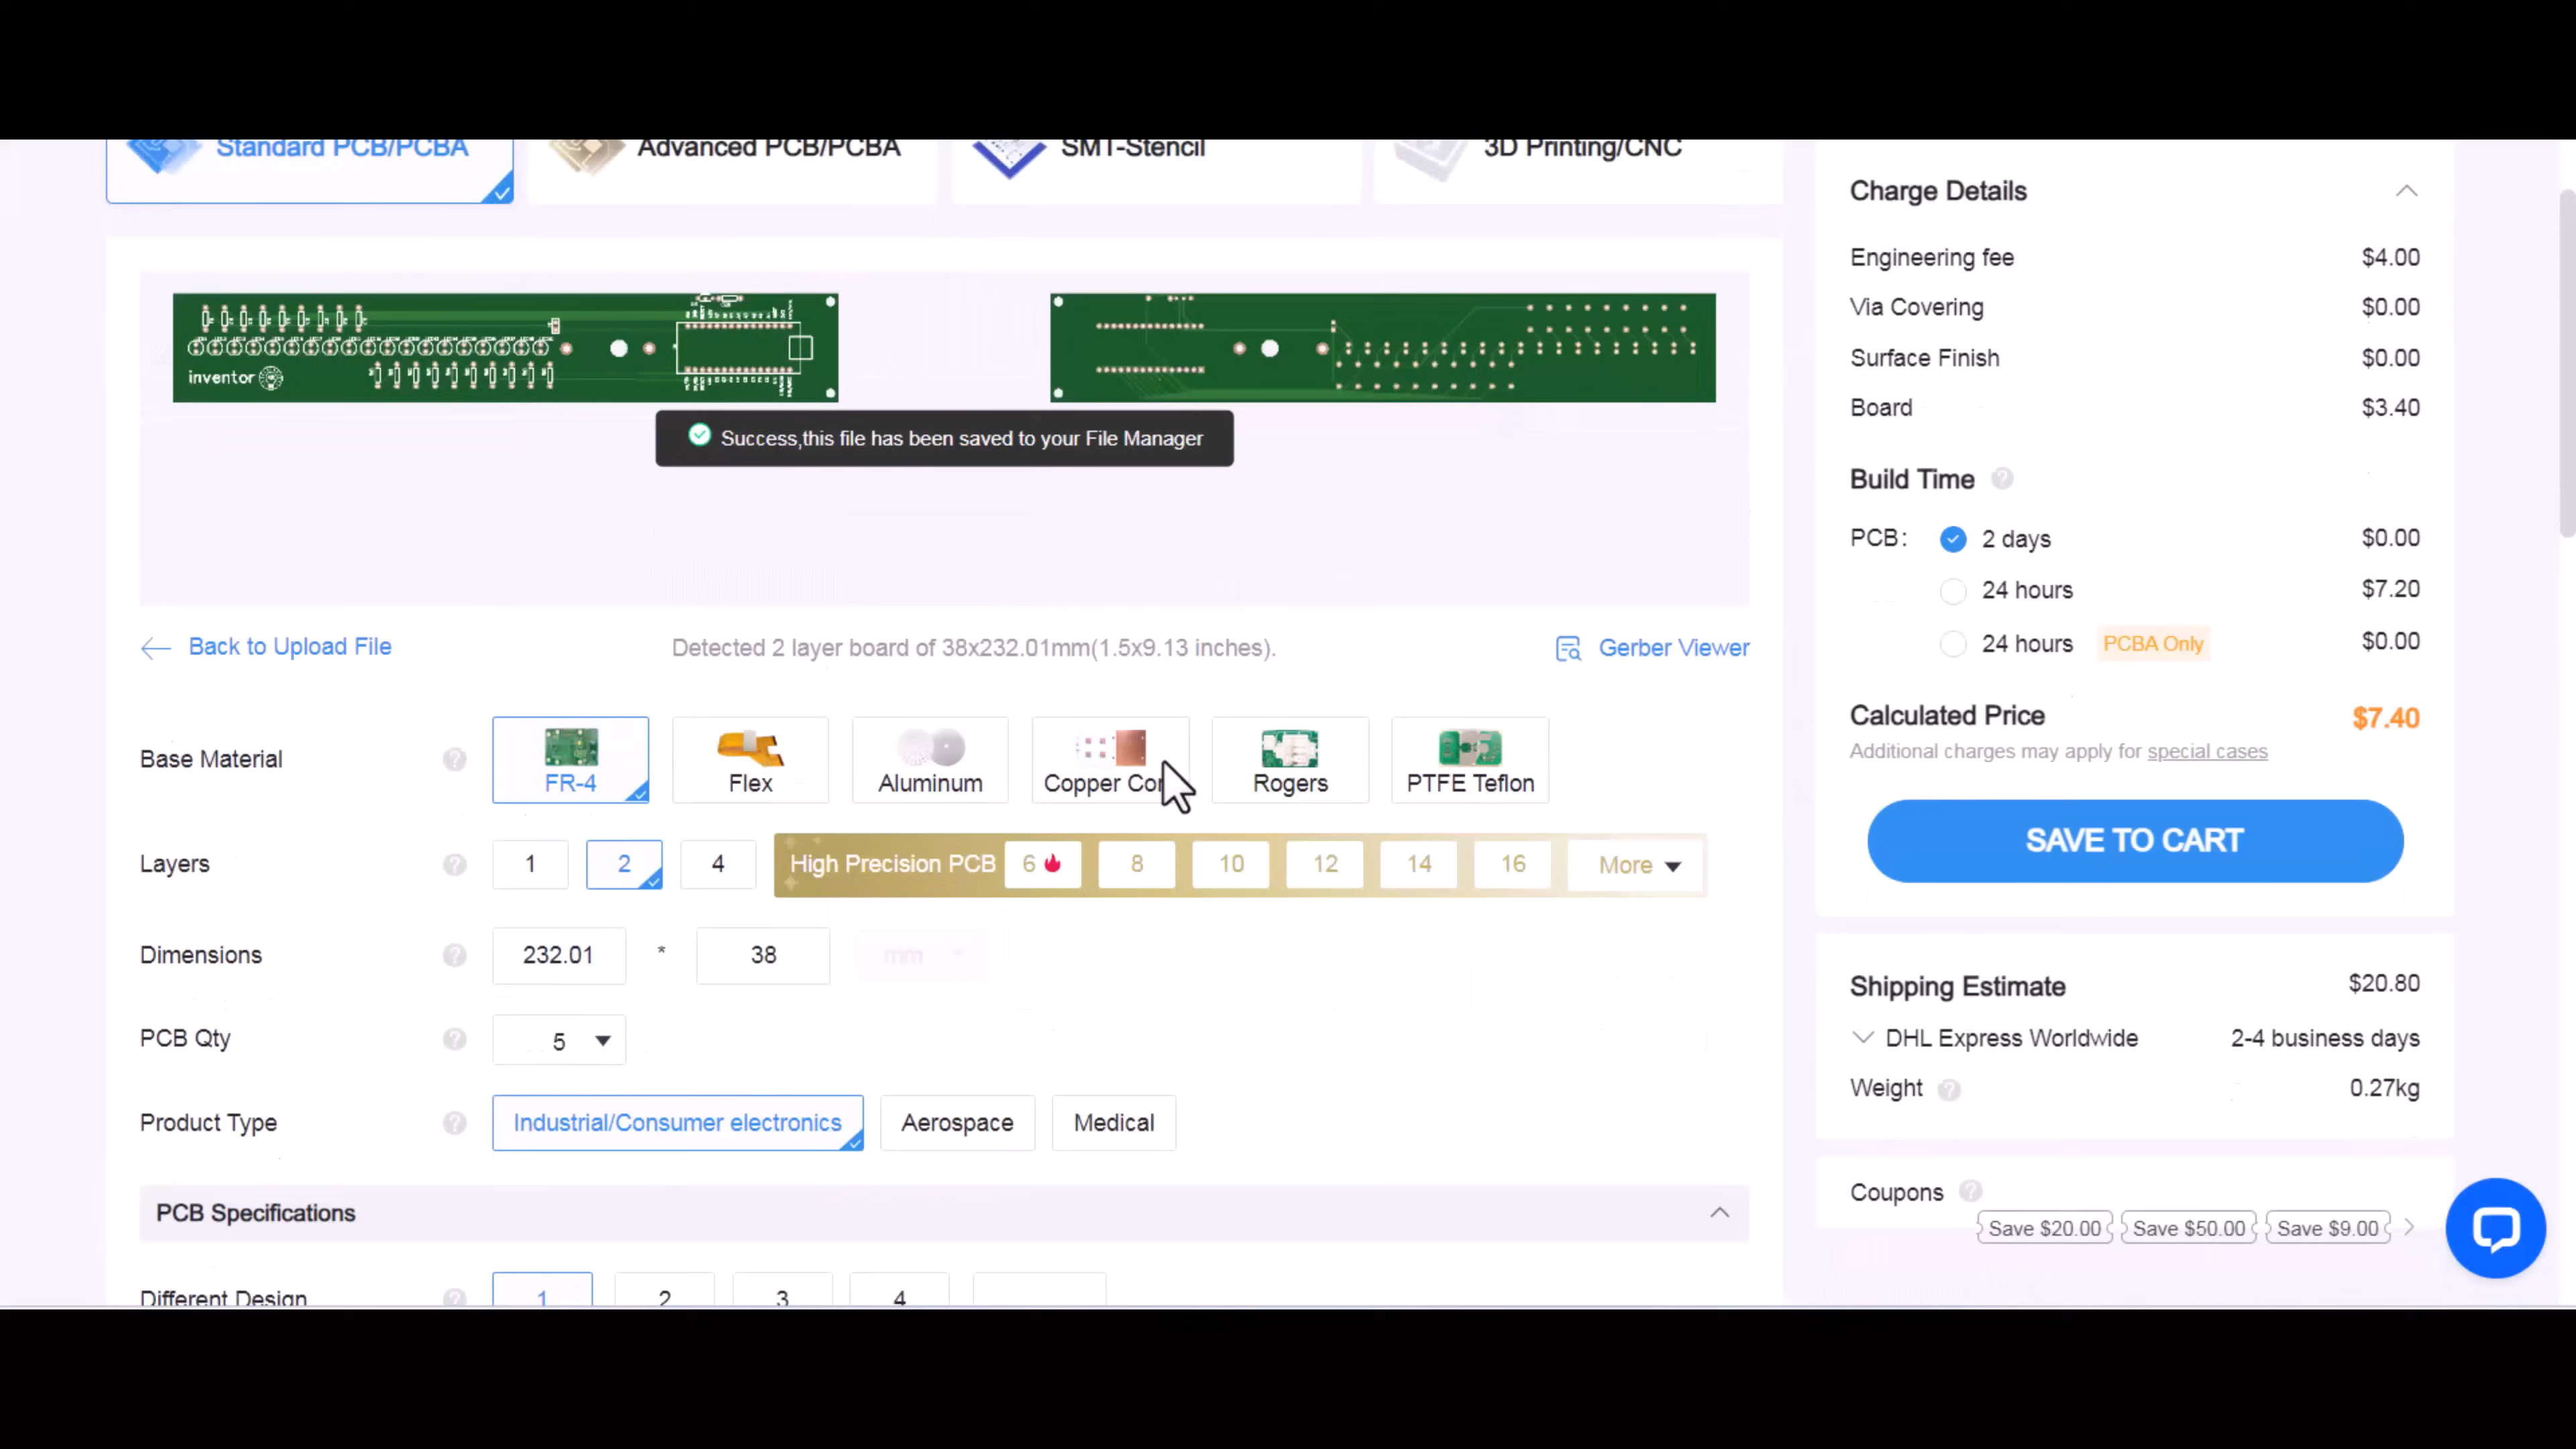 Standard PCB/PCBA
Advanced PCB/PCBA
SMT-Stencil
3D Printing/CNC
inventor
Success,this file has been saved to your File Manager
Back to Upload File
Detected 2 layer board of 38x232.01mm(1.5x9.13 inches).
Gerber Viewer
Base Material ?
FR-4
Flex
Aluminum
Copper Cor
Rogers
PTFE Teflon
Layers ? 1 2 4 High Precision PCB 6 8 10 12 14 16 More
Dimensions ? 232.01 * 38 mm
PCB Qty ? 5
Product Type ? Industrial/Consumer electronics Aerospace Medical
PCB Specifications
Different Design ? 1 2 3 4
Charge Details
Engineering fee $4.00
Via Covering $0.00
Surface Finish $0.00
Board $3.40
Build Time ?
PCB: 2 days $0.00
24 hours $7.20
24 hours PCBA Only $0.00
Calculated Price $7.40
Additional charges may apply for special cases
SAVE TO CART
Shipping Estimate $20.80
DHL Express Worldwide 2-4 business days
Weight ? 0.27kg
Coupons ?
Save $20.00 Save $50.00 Save $9.00